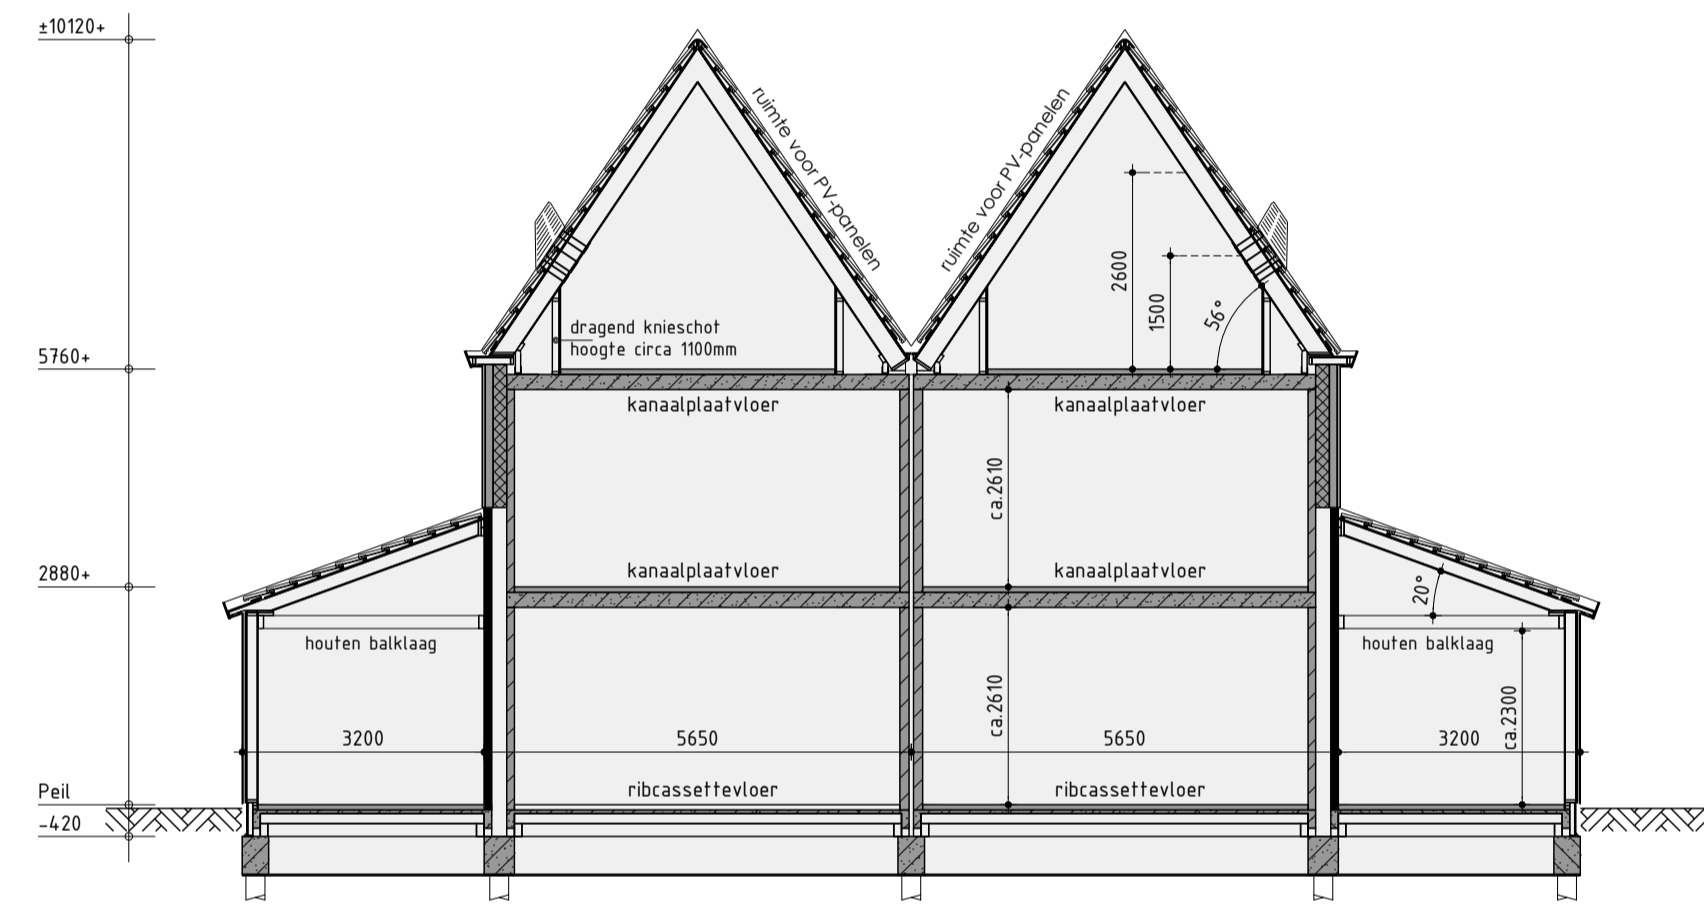 ±10120+
ruimte voor PV-panelen
ruimte voor PV-panelen
2600
1500
56°
dragend knieschot
hoogte circa 1100mm
5760+
kanaalplaatvloer
kanaalplaatvloer
ca.2610
2880+
kanaalplaatvloer
kanaalplaatvloer
20°
houten balklaag
houten balklaag
ca.2610
ca.2300
3200
5650
5650
3200
Peil
ribcassettevloer
ribcassettevloer
-420